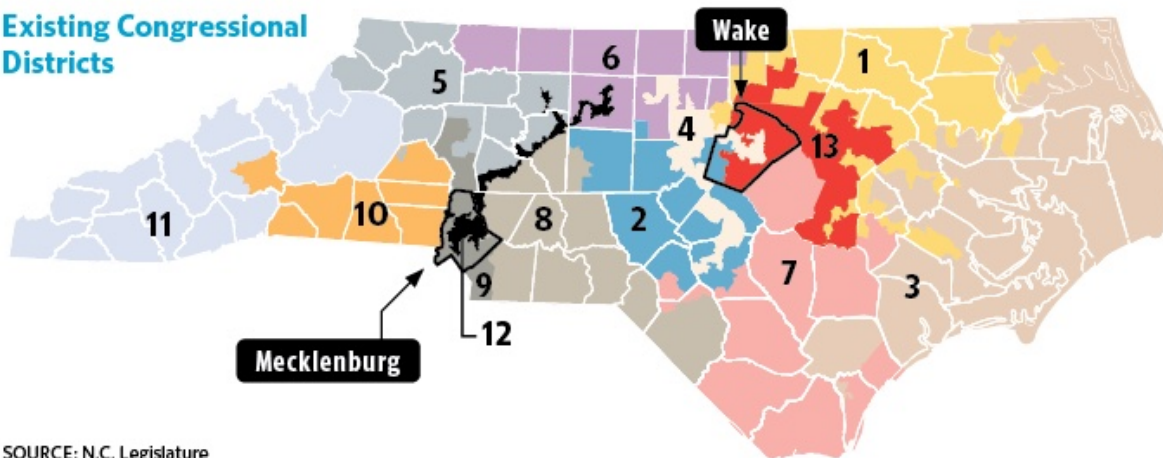 Existing Congressional
Districts
Wake
6
1
5
4
13
11
10
8
2
7
3
9
12
Mecklenburg
SOURCE: N.C. Legislature